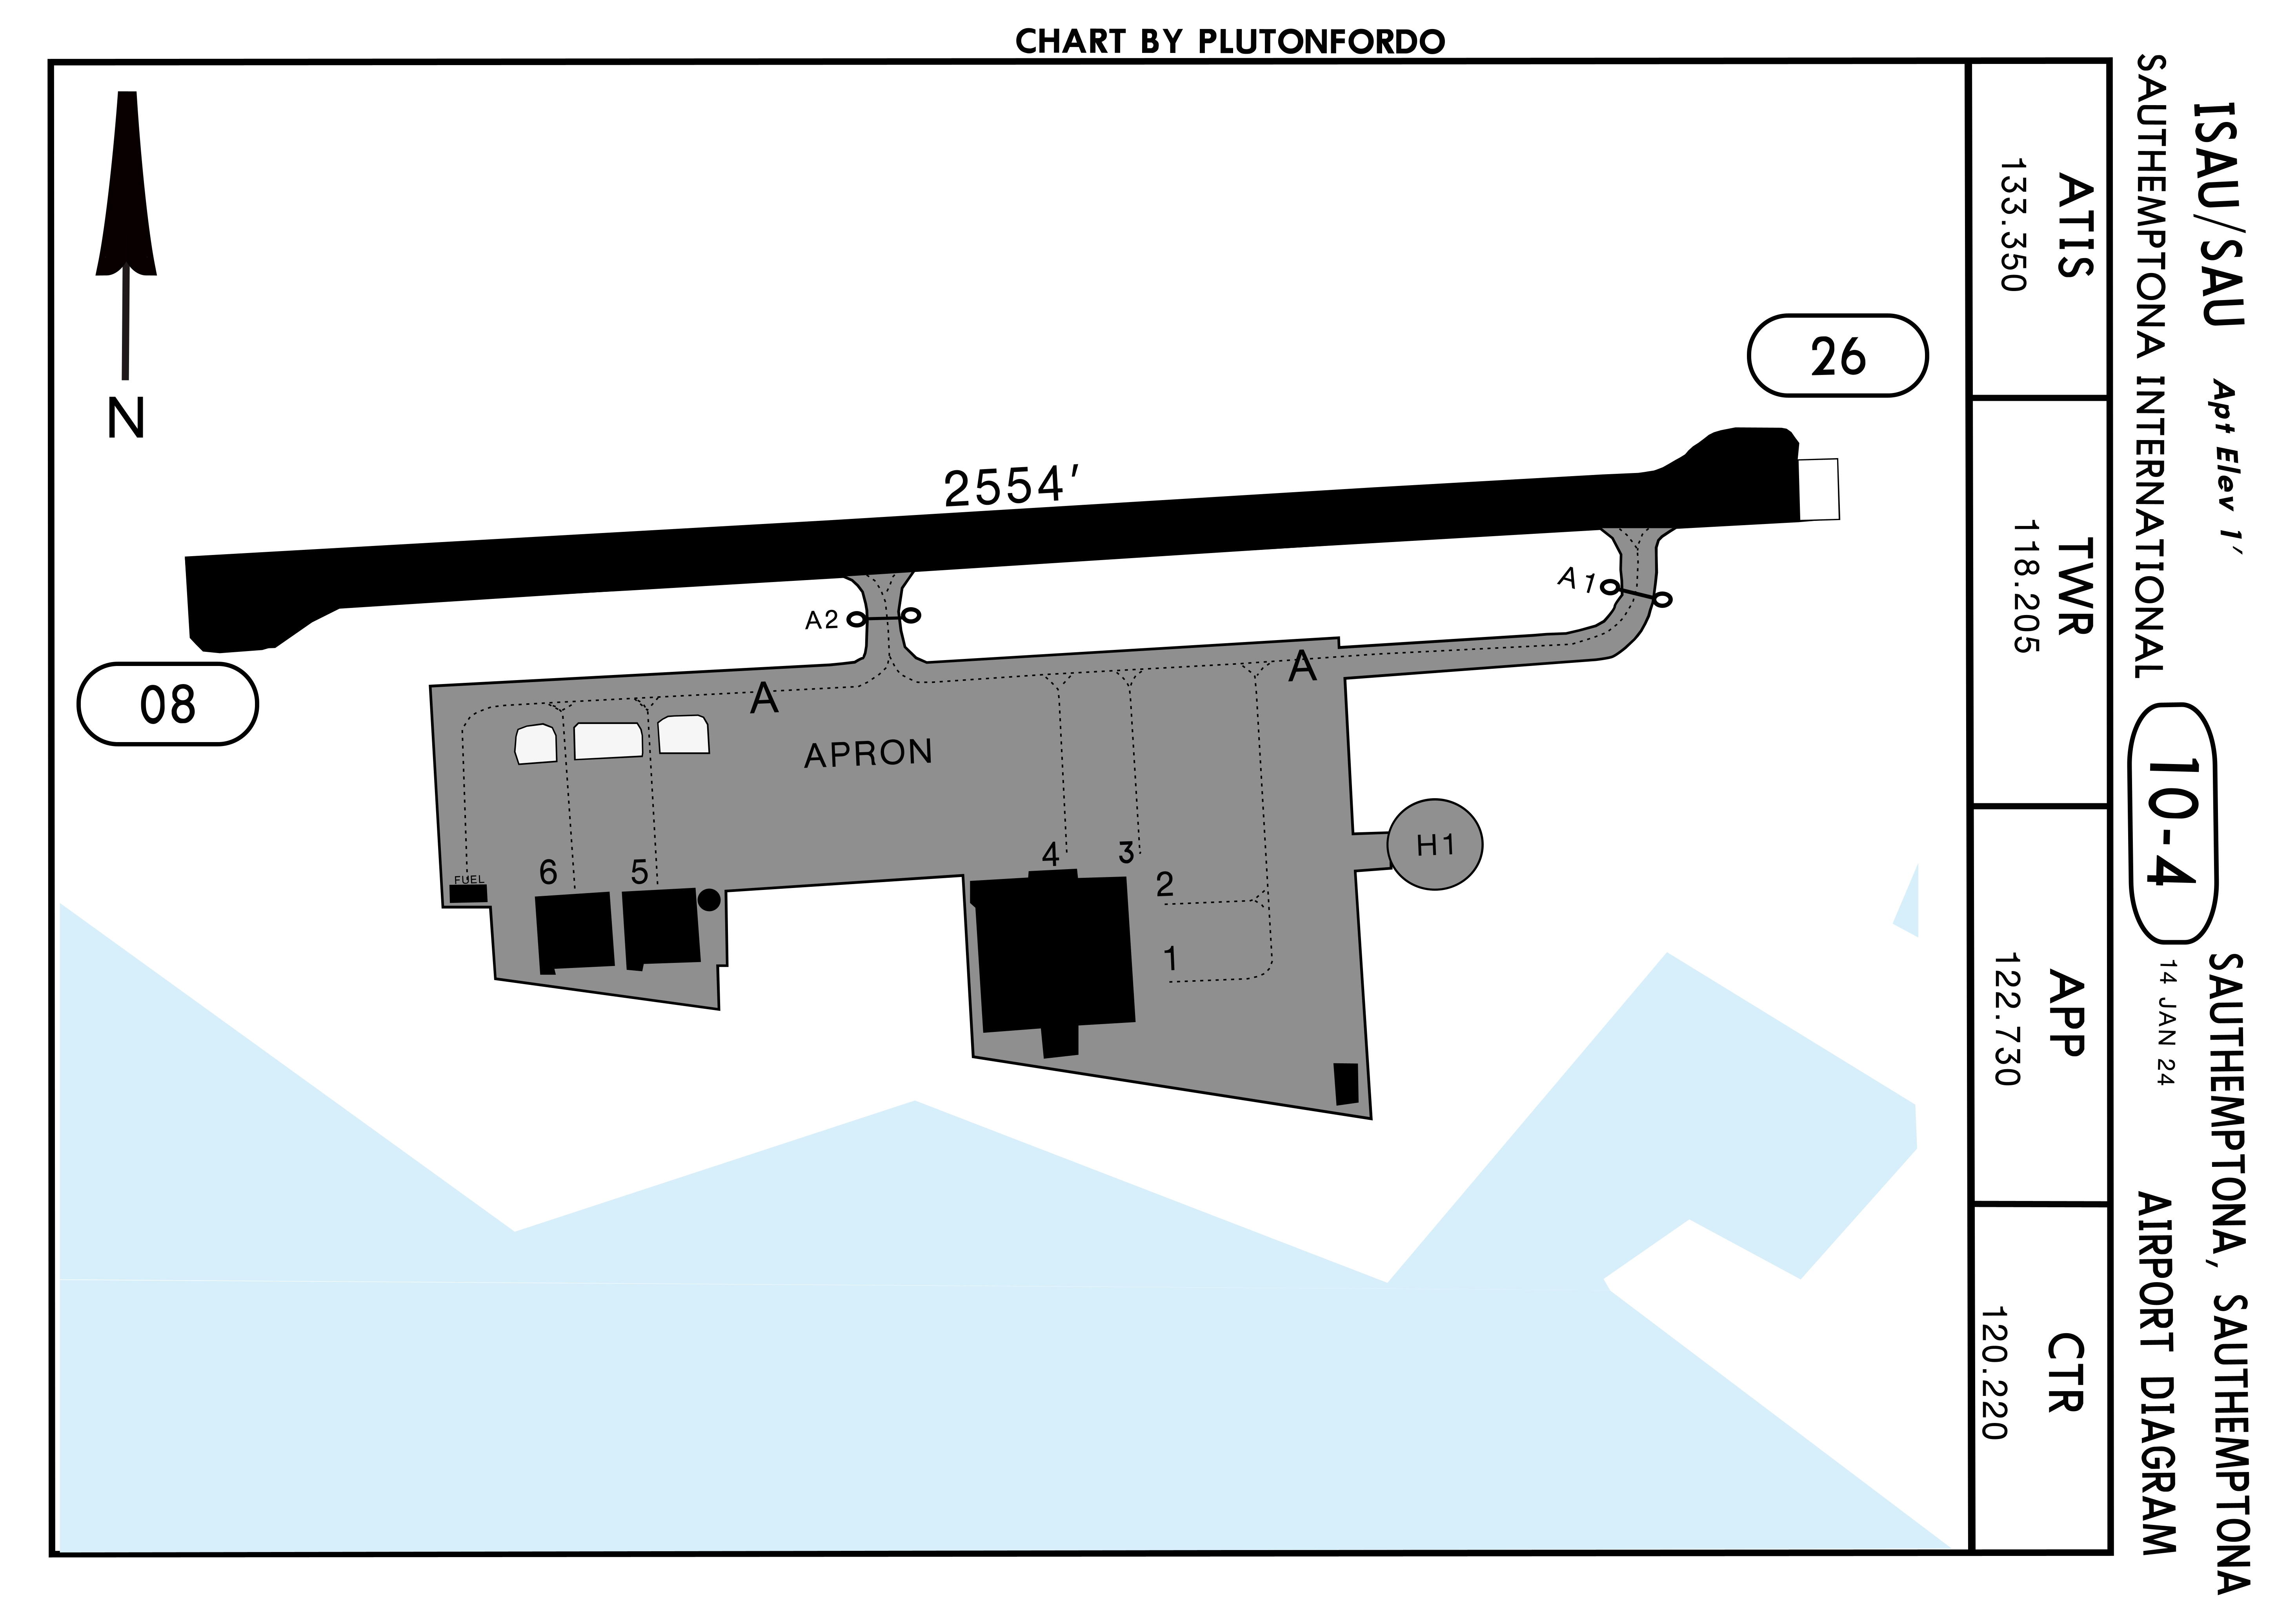 CHART BY PLUTONFORDO
ISAU/SAU Apt Elev 1'
SAUTHEMPTONA INTERNATIONAL
10-4
14 JAN 24
SAUTHEMPTONA, SAUTHEMPTONA
AIRPORT DIAGRAM
ATIS
133.350
TWR
118.205
APP
122.730
CTR
120.220
N
26
2554'
08
A1
A2
A
A
APRON
H1
FUEL
6
5
4
3
2
1